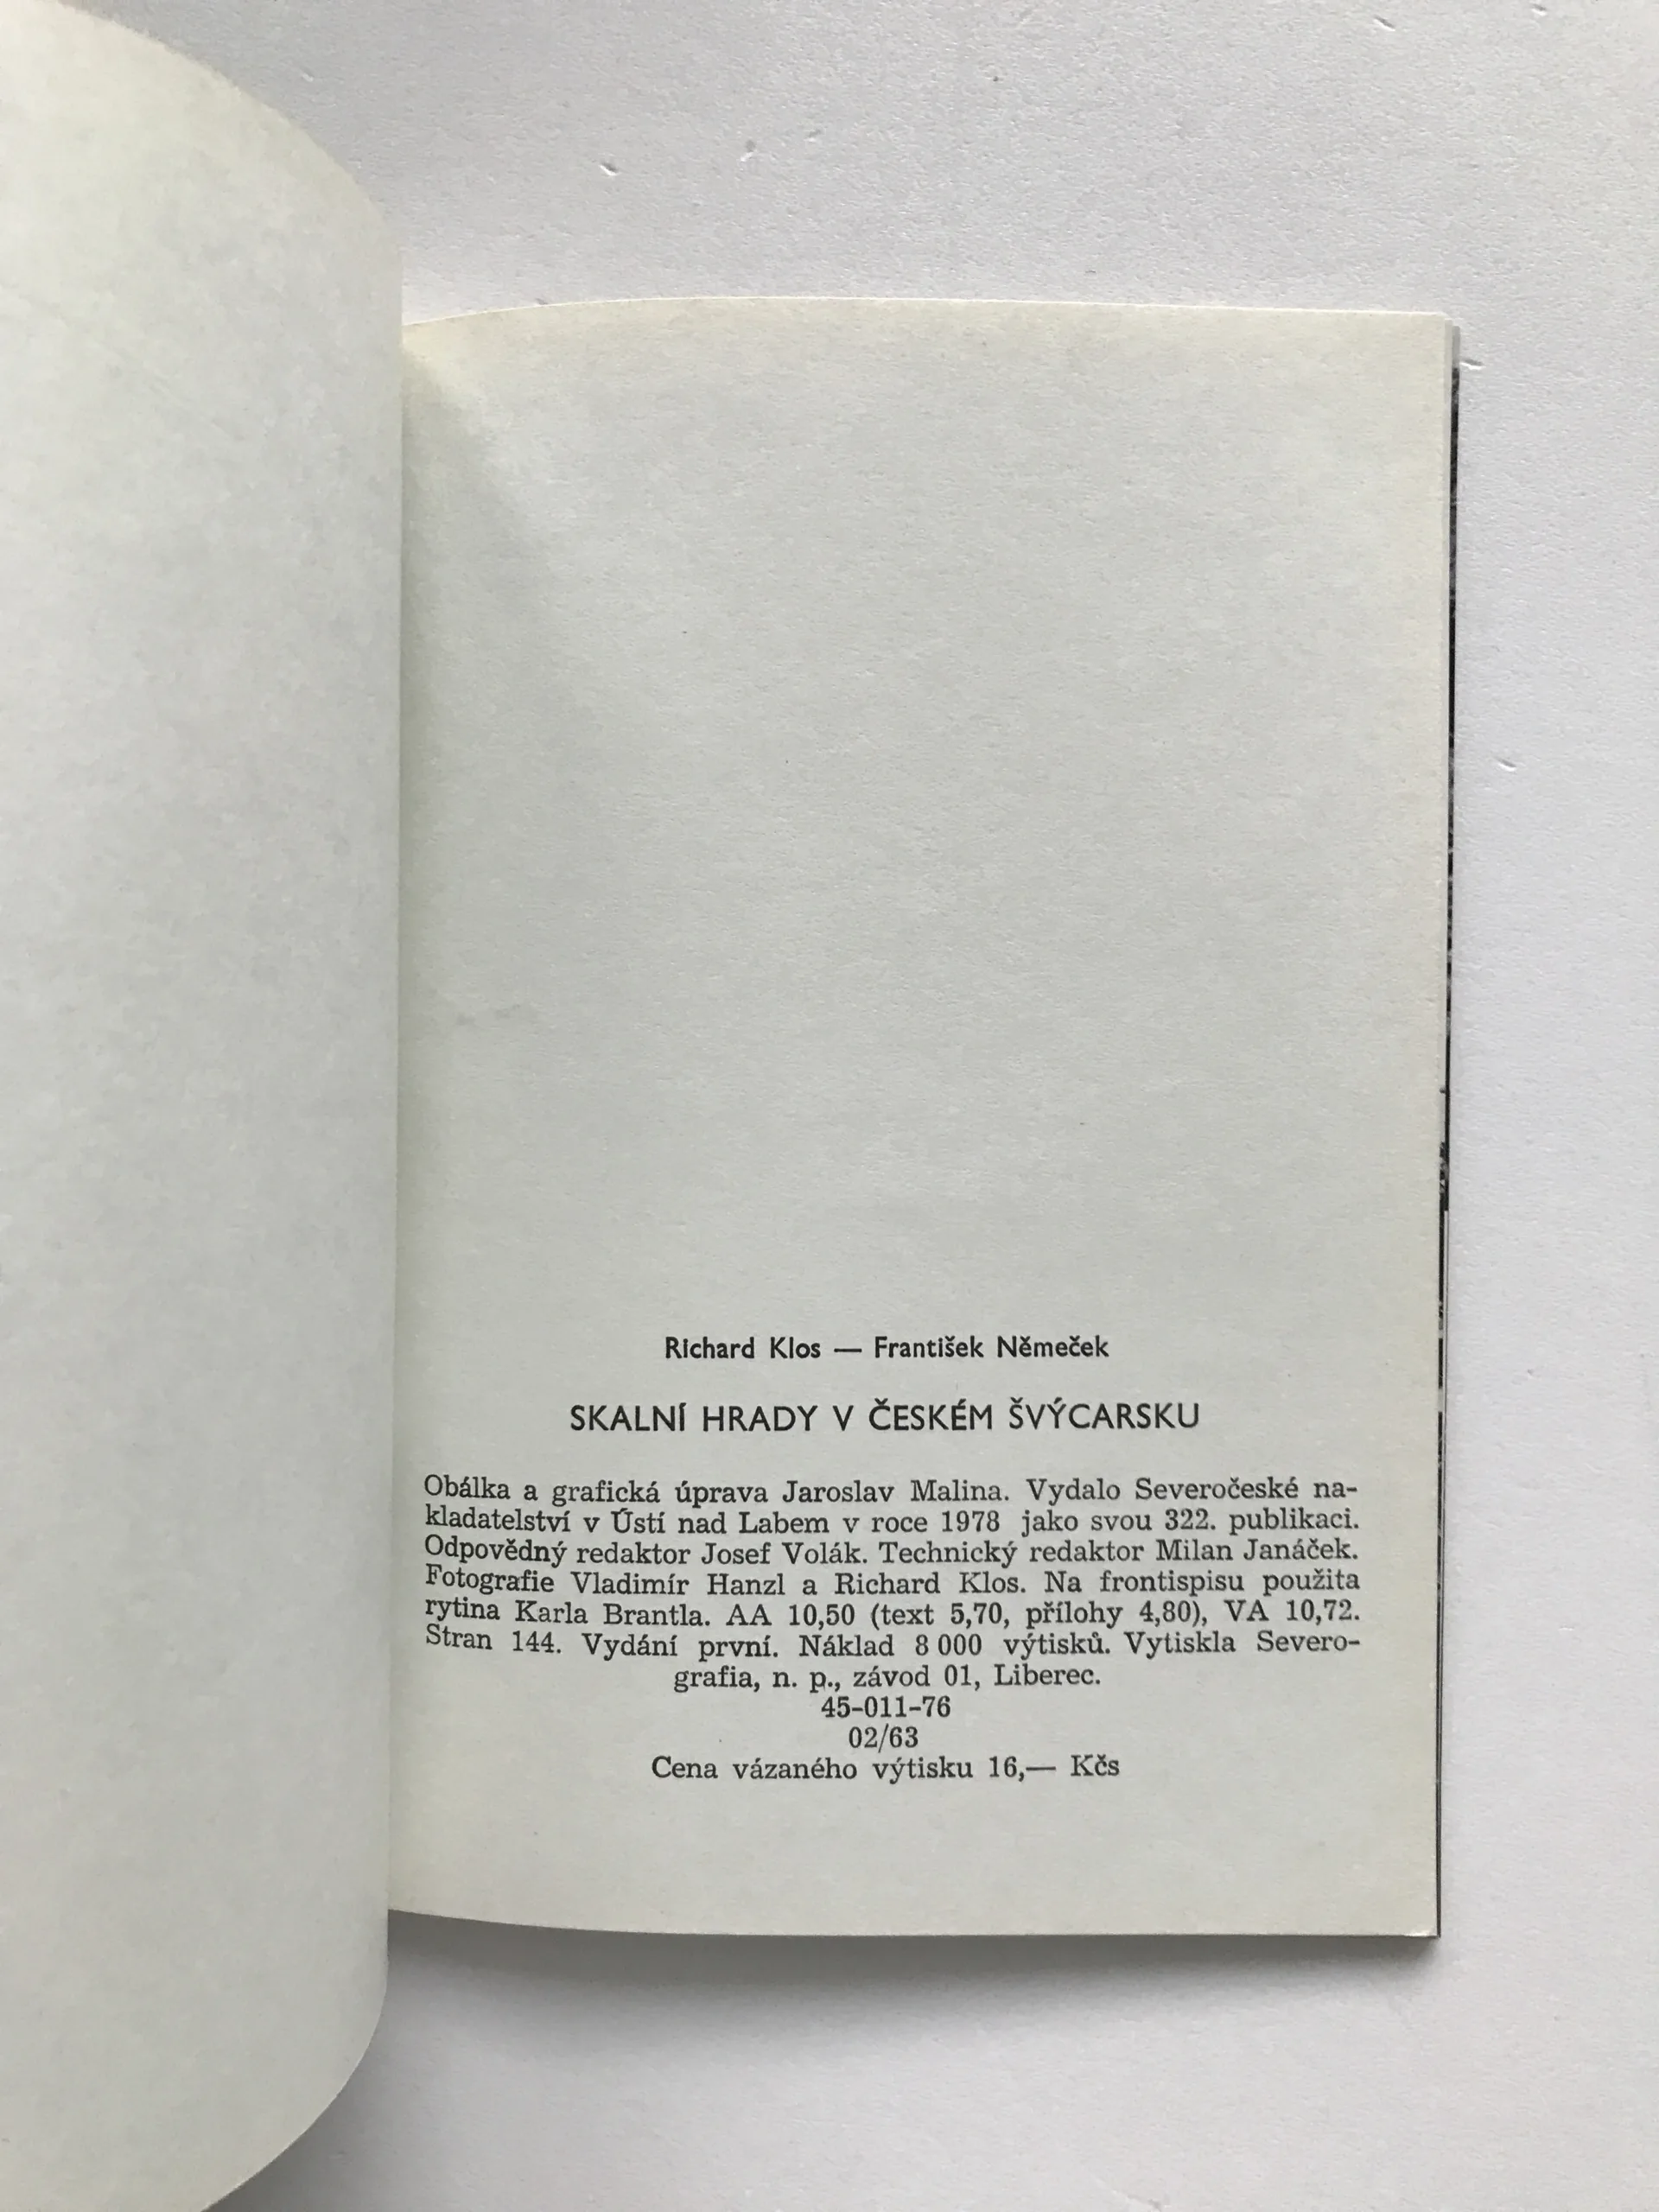 Richard Klos — František Němeček
SKALNÍ HRADY V ČESKÉM ŠVÝCARSKU
Obálka a grafická úprava Jaroslav Malina. Vydalo Severočeské na-
kladatelství v Ústí nad Labem v roce 1978 jako svou 322. publikaci.
Odpovědný redaktor Josef Volák. Technický redaktor Milan Janáček.
Fotografie Vladimír Hanzl a Richard Klos. Na frontispisu použita
rytina Karla Brantla. AA 10,50 (text 5,70, přílohy 4,80), VA 10,72.
Stran 144. Vydání první. Náklad 8 000 výtisků. Vytiskla Severo-
grafia, n. p., závod 01, Liberec.
45-011-76
02/63
Cena vázaného výtisku 16,— Kčs